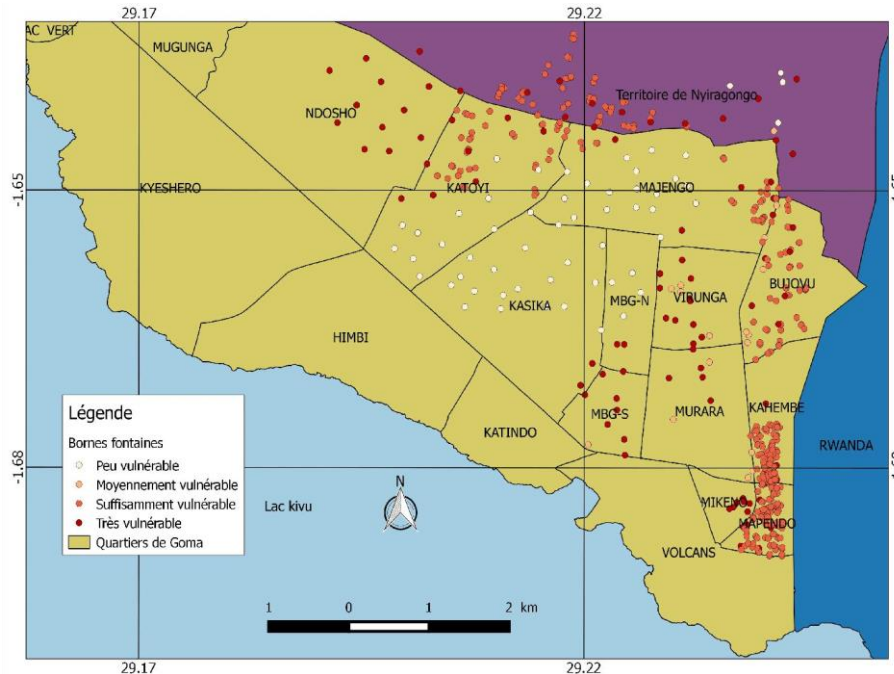 29.17
29.22
AC VERT
MUGUNGA
NDOSHO
Territoire de Nyiragongo
KYESHERO
KATOYI
MAJENGO
-1.65
-1.65
KASIKA
MBG-N
VIRUNGA
BUJOVU
HIMBI
MBG-S
MURARA
KAHEMBE
KATINDO
RWANDA
Légende
Bornes fontaines
Peu vulnérable
Moyennement vulnérable
Suffisamment vulnérable
Très vulnérable
Quartiers de Goma
-1.68
N
Lac kivu
MIKENO
MAPENDO
VOLCANS
1 0 1 2 km
29.17
29.22